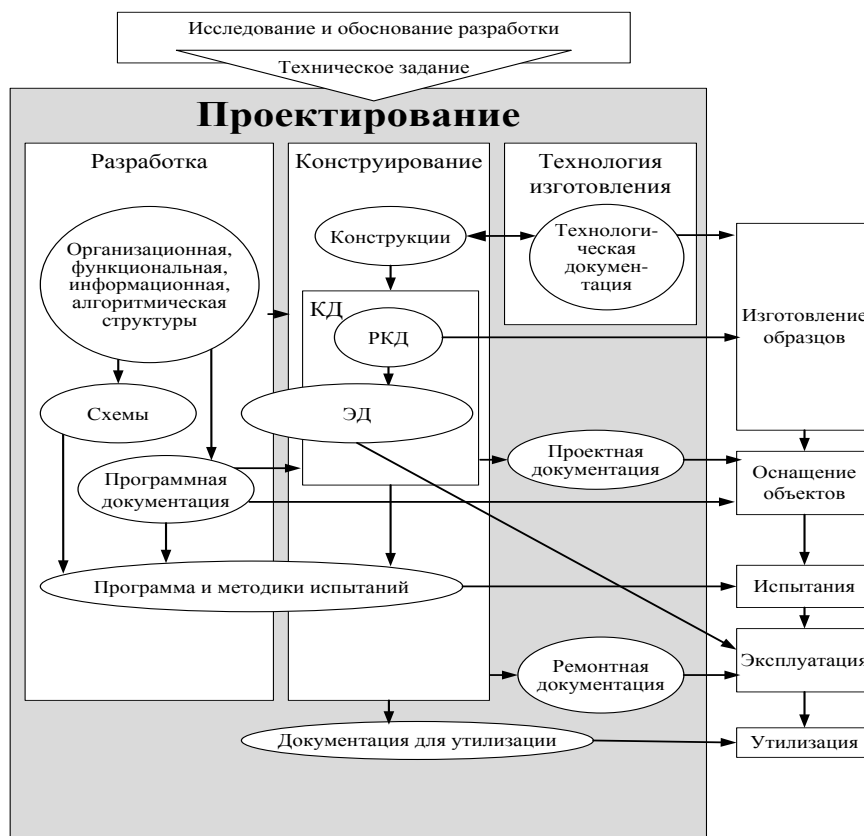 Исследование и обоснование разработки
Техническое задание
Проектирование
Разработка
Конструирование
Технология
изготовления
Организационная,
функциональная,
информационная,
алгоритмическая
структуры
Конструкции
Технологи-
ческая
докумен-
тация
КД
РКД
Изготовление
образцов
Схемы
ЭД
Программная
документация
Проектная
документация
Оснащение
объектов
Программа и методики испытаний
Испытания
Ремонтная
документация
Эксплуатация
Документация для утилизации
Утилизация